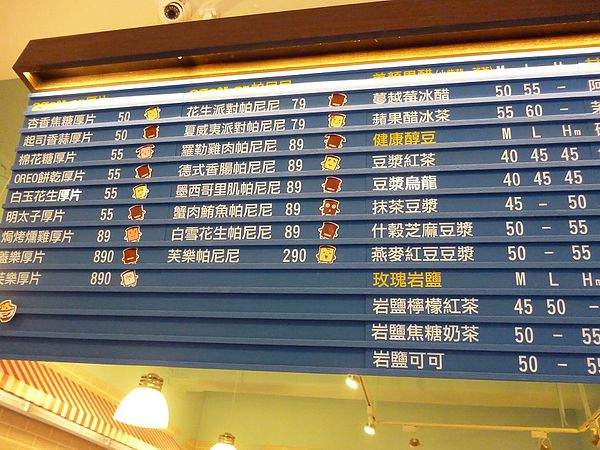 杏香焦糖厚片 50
起司香蒜厚片 50
棉花糖厚片 55
OREO餅乾厚片 55
白玉花生厚片 55
明太子厚片 55
焗烤燻雞厚片 89
蓋樂厚片 890
芙樂厚片 890
花生派對帕尼尼 79
夏威夷派對帕尼尼 79
羅勒雞肉帕尼尼 89
德式香腸帕尼尼 89
墨西哥里肌帕尼尼 89
蟹肉鮪魚帕尼尼 89
白雪花生帕尼尼 89
芙樂帕尼尼 290
蔓越莓冰醋 50 55 -
蘋果醋冰茶 55 60 -
健康醇豆 M L H
豆漿紅茶 40 45 45
豆漿烏龍 40 45 45
抹茶豆漿 45 - 50
什穀芝麻豆漿 50 - 55
燕麥紅豆豆漿 50 - 55
玫瑰岩鹽 M L H
岩鹽檸檬紅茶 45 50 -
岩鹽焦糖奶茶 50 - 55
岩鹽可可 50 - 55